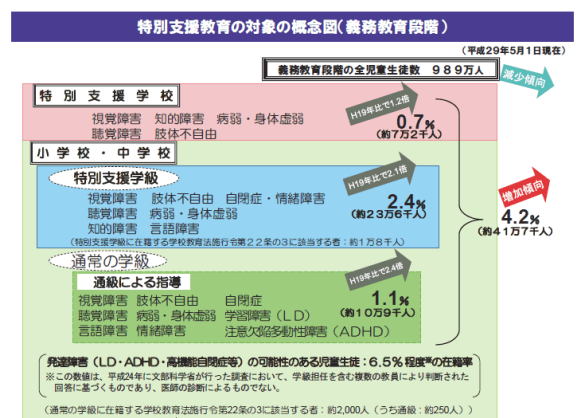 特別支援教育の対象の概念図(義務教育段階)
(平成29年5月1日現在)
義務教育段階の全児童生徒数 989万人
減少傾向
特別支援学校
H19年比で1.2倍
視覚障害 知的障害 病弱・身体虚弱
聴覚障害 肢体不自由
0.7%
(約7万2千人)
小学校・中学校
特別支援学級
H19年比で2.1倍
視覚障害 肢体不自由 自閉症・情緒障害
聴覚障害 病弱・身体虚弱
知的障害 言語障害
2.4%
(約23万6千人)
(特別支援学級に在籍する学校教育法施行令第22条の3に該当する者:約1万8千人)
増加傾向
4.2%
(約41万7千人)
通常の学級
通級による指導
H19年比で2.4倍
視覚障害 肢体不自由 自閉症
聴覚障害 病弱・身体虚弱 学習障害(LD)
言語障害 情緒障害 注意欠陥多動性障害(ADHD)
1.1%
(約10万9千人)
発達障害(LD・ADHD・高機能自閉症等)の可能性のある児童生徒:6.5%程度※の在籍率
※この数値は、平成24年に文部科学省が行った調査において、学級担任を含む複数の教員により判断された
回答に基づくものであり、医師の診断によるものでない。
(通常の学級に在籍する学校教育法施行令第22条の3に該当する者:約2,000人(うち通級:約250人))